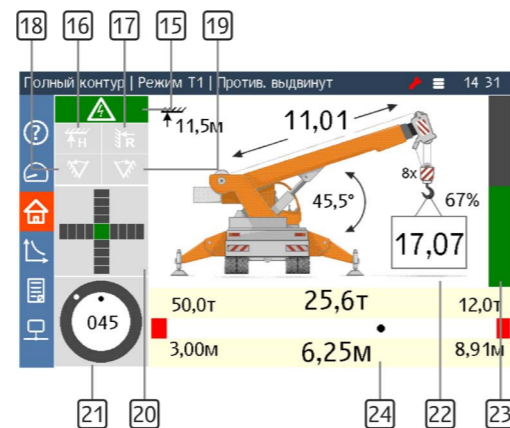 18 16 17 15 19
Полный контур | Режим Т1 | Против. выдвинут 14 31
11,5м
11,01
H R
8x
45,5°
67%
17,07
045
50,0т 25,6т 12,0т
3,00м 6,25м 8,91м
21 20 24 22 23